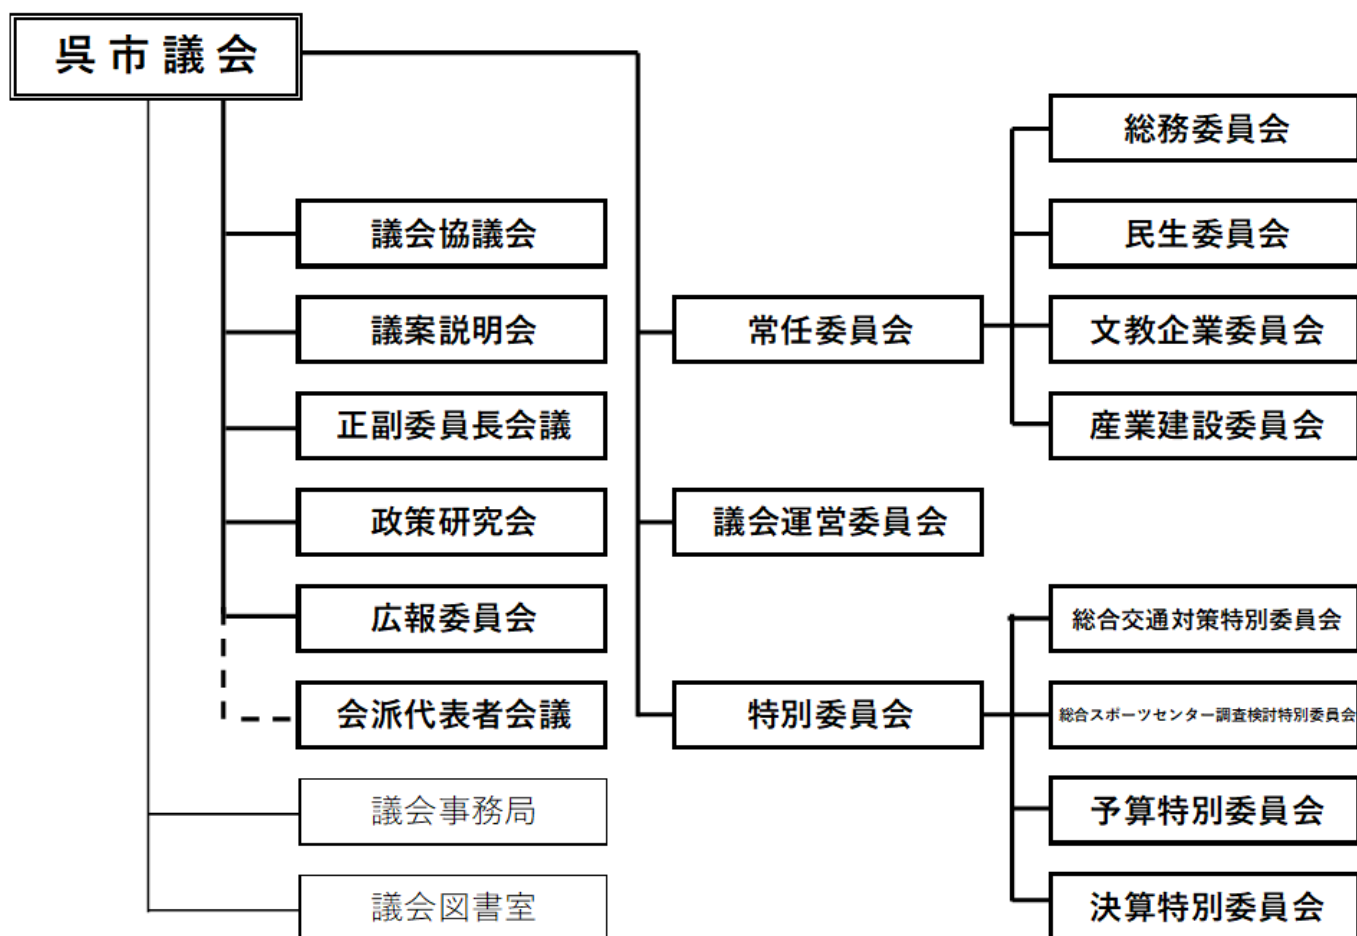 呉市議会
議会協議会
議案説明会
正副委員長会議
政策研究会
広報委員会
会派代表者会議
議会事務局
議会図書室
常任委員会
議会運営委員会
特別委員会
総務委員会
民生委員会
文教企業委員会
産業建設委員会
総合交通対策特別委員会
総合スポーツセンター調査検討特別委員会
予算特別委員会
決算特別委員会